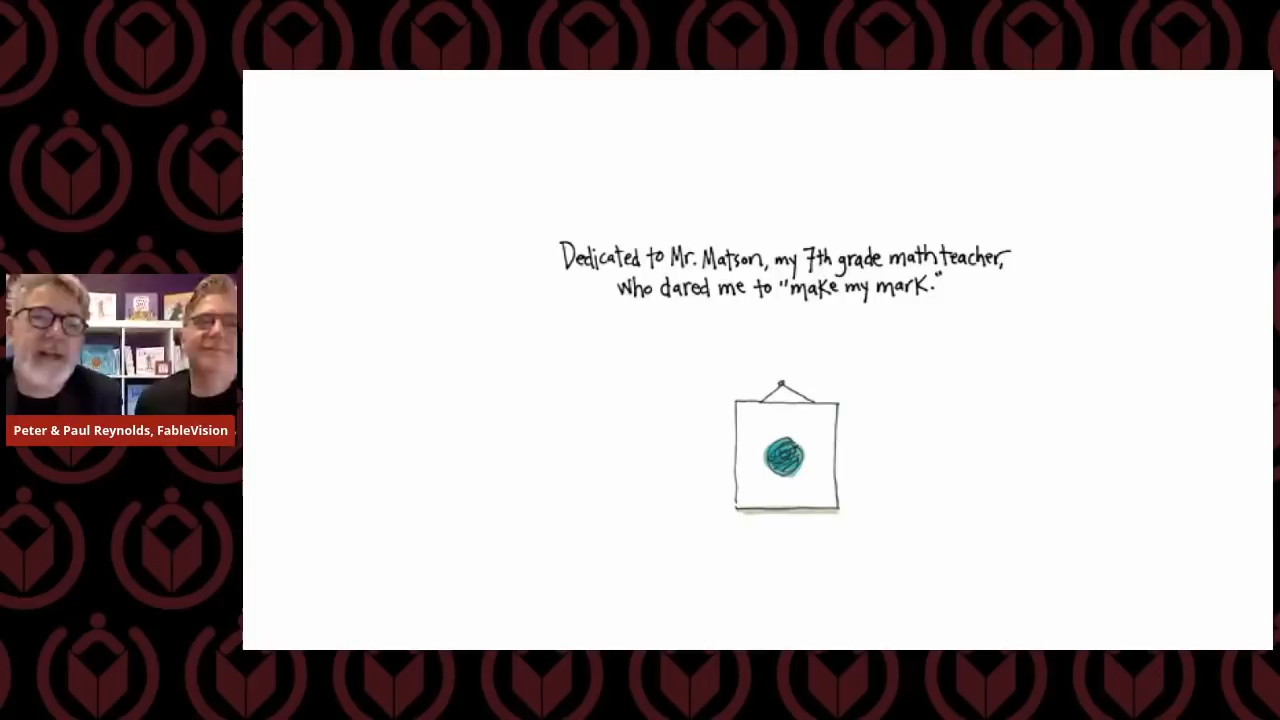 Dedicated to Mr. Matson, my 7th grade math teacher,
who dared me to "make my mark."
Peter & Paul Reynolds, FableVision